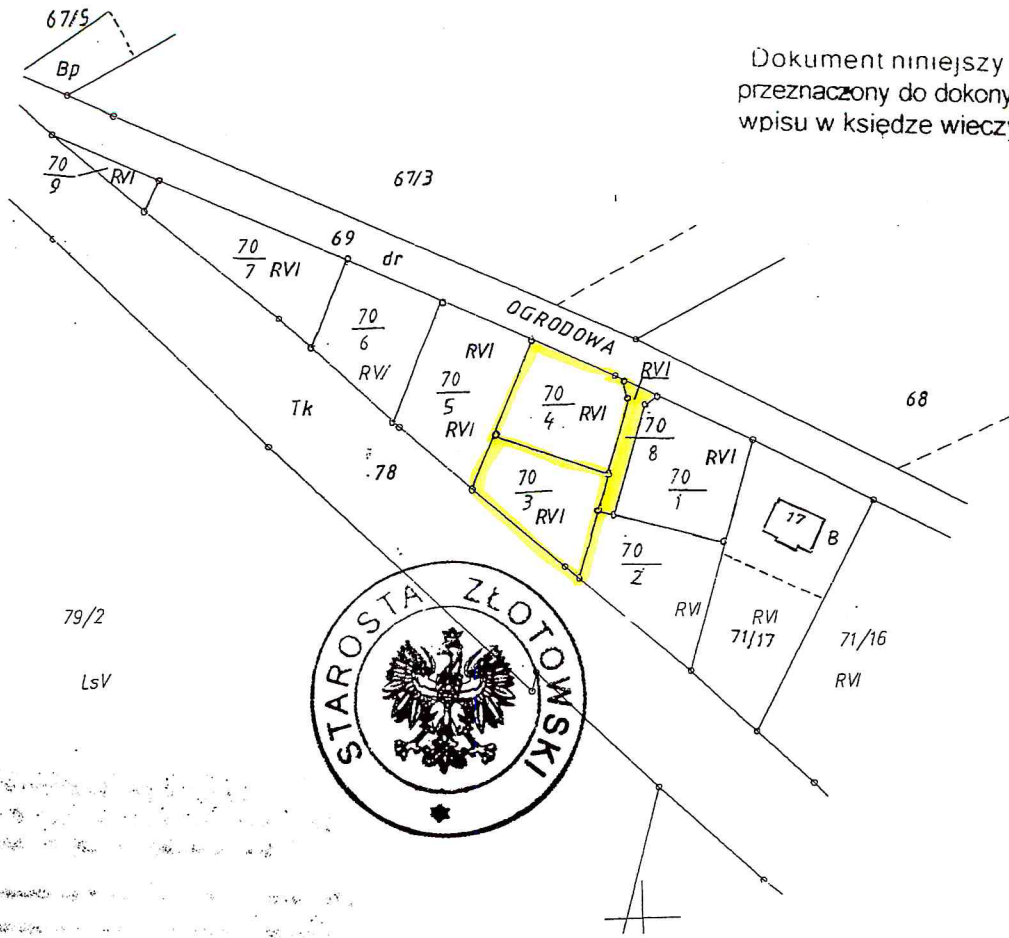 67/5
Bp
Dokument niniejszy
przeznaczony do dokony
wpisu w księdze wieczy
70/9 RVI
67/3
69
dr
70/7 RVI
OGRODOWA
70/6
RVI
RVI
70/5
RVI
70/4 RVI
RVI
70/8
68
Tk
78
70/3
RVI
70/1
RVI
17
B
70/2
RVI
RVI
71/17
71/16
RVI
79/2
LsV
STAROSTA ZŁOTOWSKI